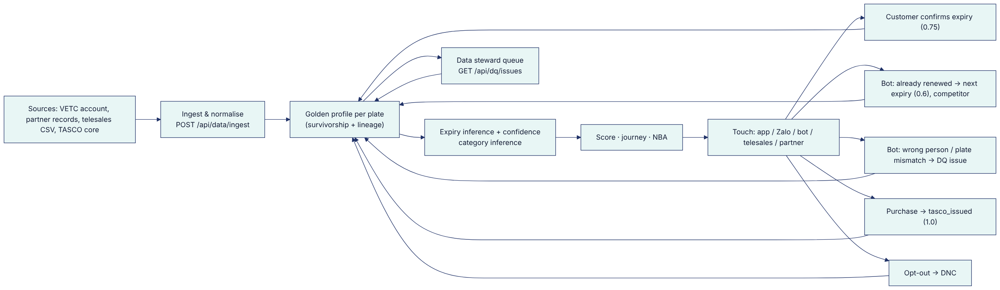 Sources: VETC account,
partner records, telesales
CSV, TASCO core
Ingest & normalise
POST /api/data/ingest
Golden profile per plate
(survivorship + lineage)
Data steward queue
GET /api/dq/issues
Expiry inference + confidence
category inference
Score · journey · NBA
Touch: app / Zalo / bot /
telesales / partner
Customer confirms expiry
(0.75)
Bot: already renewed → next
expiry (0.6), competitor
Bot: wrong person / plate
mismatch → DQ issue
Purchase → tasco_issued
(1.0)
Opt-out → DNC